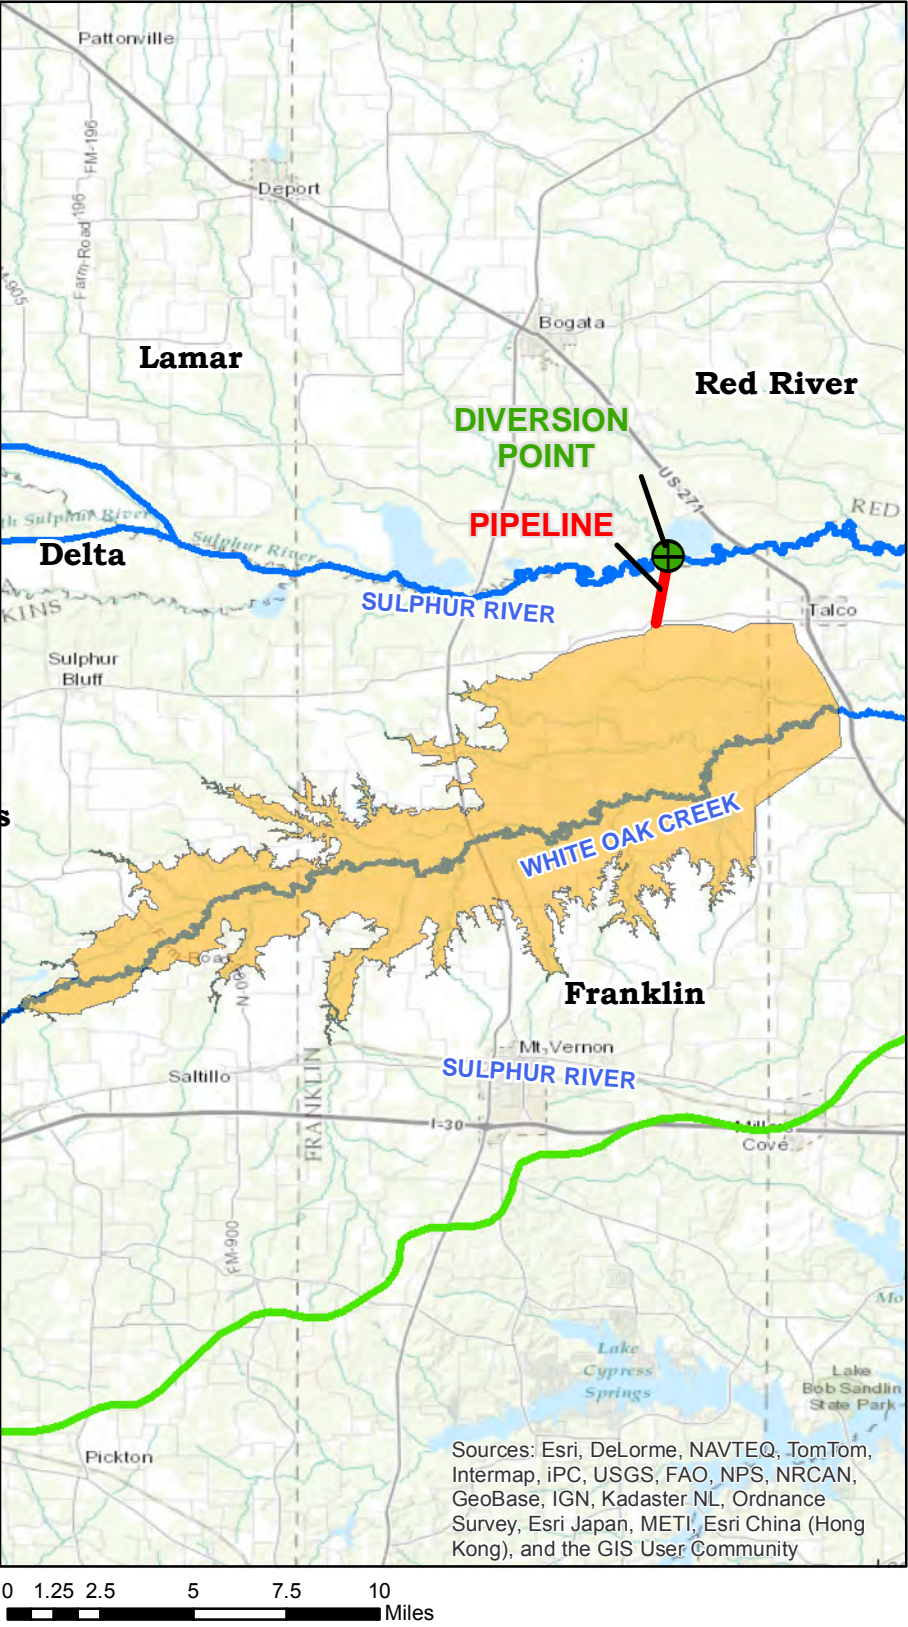 Pattonville
FM-196
Deport
Farm-Road 196
Bogata
Lamar
Red River
DIVERSION
POINT
US-271
PIPELINE
RED
th Sulphur River
Sulphur River
Delta
KINS
SULPHUR RIVER
Talco
Sulphur
Bluff
s
WHITE OAK CREEK
Franklin
Mt. Vernon
SULPHUR RIVER
Saltillo
FRANKLIN
I-30
Cove
FM-900
Mo
Lake
Cypress
Springs
Lake
Bob Sandlin
State Park
Pickton
Sources: Esri, DeLorme, NAVTEQ, TomTom,
Intermap, iPC, USGS, FAO, NPS, NRCAN,
GeoBase, IGN, Kadaster NL, Ordnance
Survey, Esri Japan, METI, Esri China (Hong
Kong), and the GIS User Community
0 1.25 2.5 5 7.5 10
Miles